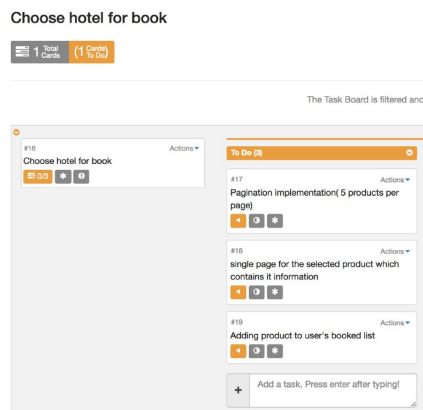 Choose hotel for book
1 Total Cards (1 Cards To Do)
The Task Board is filtered and
#16 Actions
Choose hotel for book
0/3
To Do (3)
#17 Actions
Pagination implementation( 5 products per
page)
#18 Actions
single page for the selected product which
contains it information
#19 Actions
Adding product to user's booked list
+ Add a task. Press enter after typing!